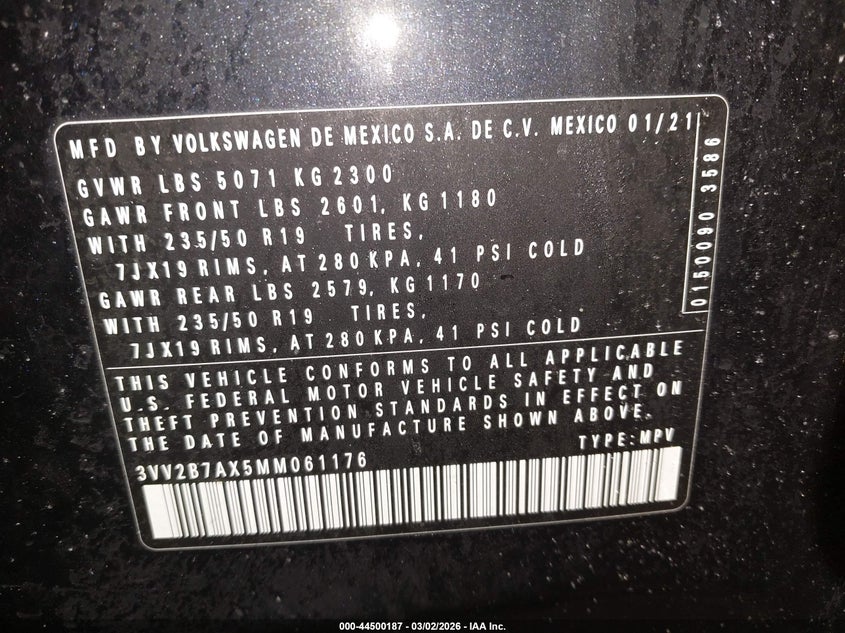 MFD BY VOLKSWAGEN DE MEXICO S.A. DE C.V. MEXICO 01/21
GVWR LBS 5071 KG 2300
GAWR FRONT LBS 2601, KG 1180
WITH 235/50 R19 TIRES,
7JX19 RIMS, AT 280 KPA, 41 PSI COLD
GAWR REAR LBS 2579, KG 1170
WITH 235/50 R19 TIRES,
7JX19 RIMS, AT 280 KPA, 41 PSI COLD
0150090 3586
THIS VEHICLE CONFORMS TO ALL APPLICABLE
U.S. FEDERAL MOTOR VEHICLE SAFETY AND
THEFT PREVENTION STANDARDS IN EFFECT ON
THE DATE OF MANUFACTURE SHOWN ABOVE.
3VV2B7AX5MM061176 TYPE: MPV
000-44500187 - 03/02/2026 - IAA Inc.